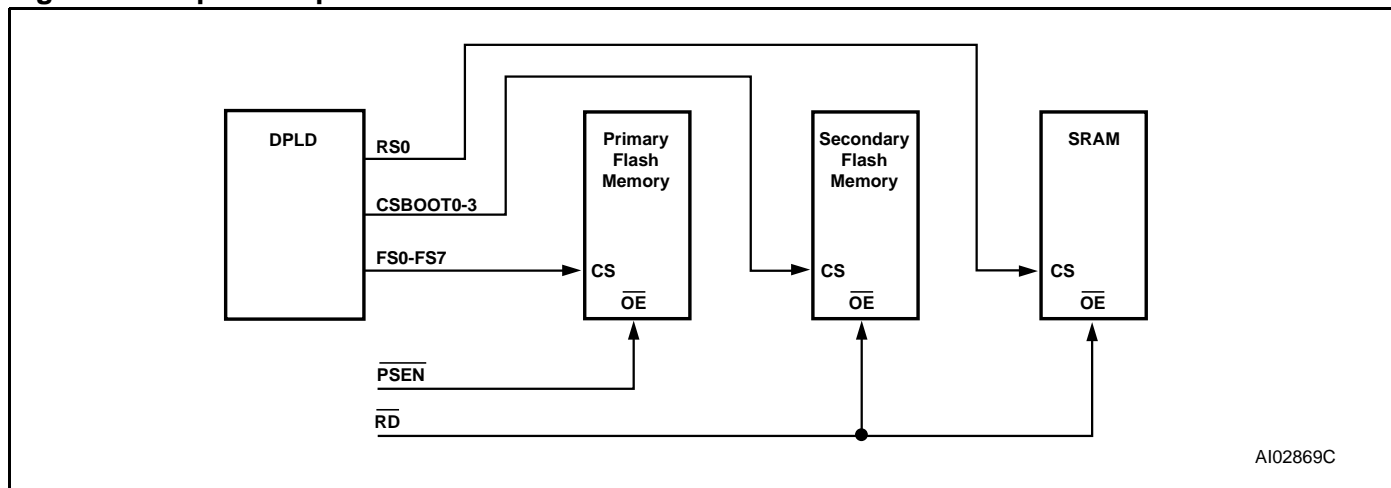 DPLD
RS0
CSBOOT0-3
FS0-FS7
Primary
Flash
Memory
CS
OE
Secondary
Flash
Memory
CS
OE
SRAM
CS
OE
PSEN
RD
AI02869C